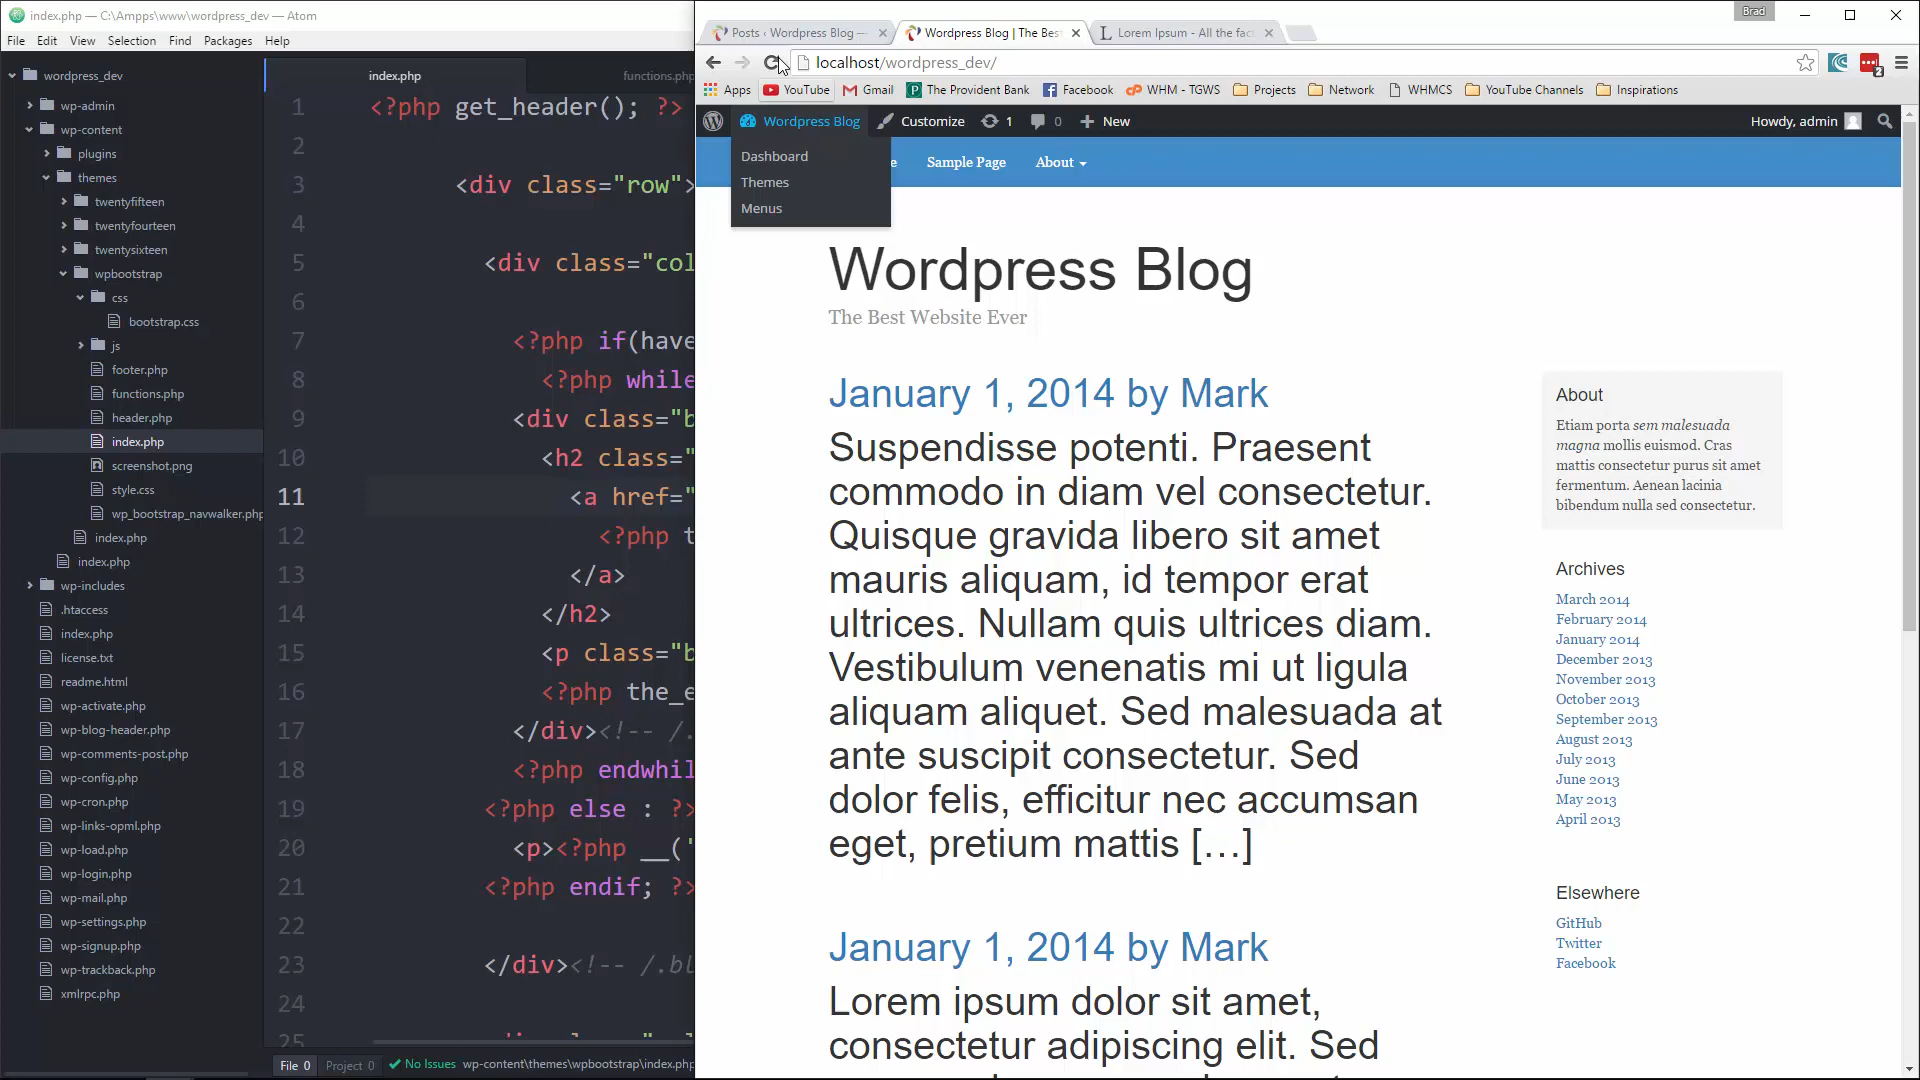 index.php — C:\Ampps\www\wordpress_dev — Atom
File Edit View Selection Find Packages Help
wordpress_dev
wp-admin
wp-content
plugins
themes
twentyfifteen
twentyfourteen
twentysixteen
wpbootstrap
css
bootstrap.css
js
footer.php
functions.php
header.php
index.php
screenshot.png
style.css
wp_bootstrap_navwalker.php
index.php
index.php
wp-includes
.htaccess
index.php
license.txt
readme.html
wp-activate.php
wp-blog-header.php
wp-comments-post.php
wp-config.php
wp-cron.php
wp-links-opml.php
wp-load.php
wp-login.php
wp-mail.php
wp-settings.php
wp-signup.php
wp-trackback.php
xmlrpc.php
index.php functions.php
1 <?php get_header(); ?>
2
3 <div class="row">
4
5 <div class="col
6
7 <?php if(have
8 <?php while
9 <div class="b
10 <h2 class="
11 <a href="
12 <?php t
13 </a>
14 </h2>
15 <p class="b
16 <?php the_e
17 </div><!-- /.
18 <?php endwhil
19 <?php else : ?>
20 <p><?php __('
21 <?php endif; ?>
22
23 </div><!-- /.bl
24
25
File 0 Project 0 No Issues wp-content\themes\wpbootstrap\index.php
Brad
Posts ‹ Wordpress Blog — Wordpress Blog | The Bes Lorem Ipsum - All the fac
localhost/wordpress_dev/
2
Apps YouTube Gmail The Provident Bank Facebook WHM - TGWS Projects Network WHMCS YouTube Channels Inspirations
Wordpress Blog Customize 1 0 New Howdy, admin
Dashboard
Themes
Menus
e Sample Page About
Wordpress Blog
The Best Website Ever
January 1, 2014 by Mark
Suspendisse potenti. Praesent
commodo in diam vel consectetur.
Quisque gravida libero sit amet
mauris aliquam, id tempor erat
ultrices. Nullam quis ultrices diam.
Vestibulum venenatis mi ut ligula
aliquam aliquet. Sed malesuada at
ante suscipit consectetur. Sed
dolor felis, efficitur nec accumsan
eget, pretium mattis […]
January 1, 2014 by Mark
Lorem ipsum dolor sit amet,
consectetur adipiscing elit. Sed
About
Etiam porta sem malesuada
magna mollis euismod. Cras
mattis consectetur purus sit amet
fermentum. Aenean lacinia
bibendum nulla sed consectetur.
Archives
March 2014
February 2014
January 2014
December 2013
November 2013
October 2013
September 2013
August 2013
July 2013
June 2013
May 2013
April 2013
Elsewhere
GitHub
Twitter
Facebook